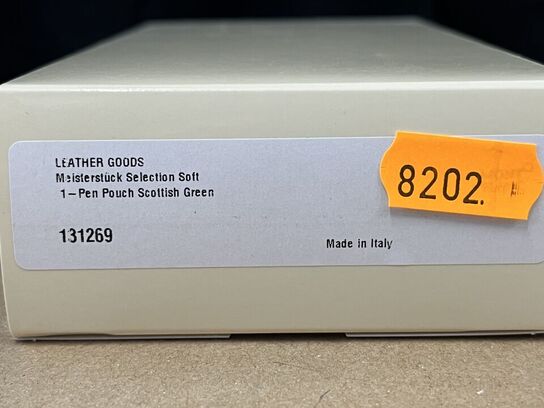 LEATHER GOODS
Meisterstück Selection Soft
1-Pen Pouch Scottish Green
131269
Made in Italy
8202.